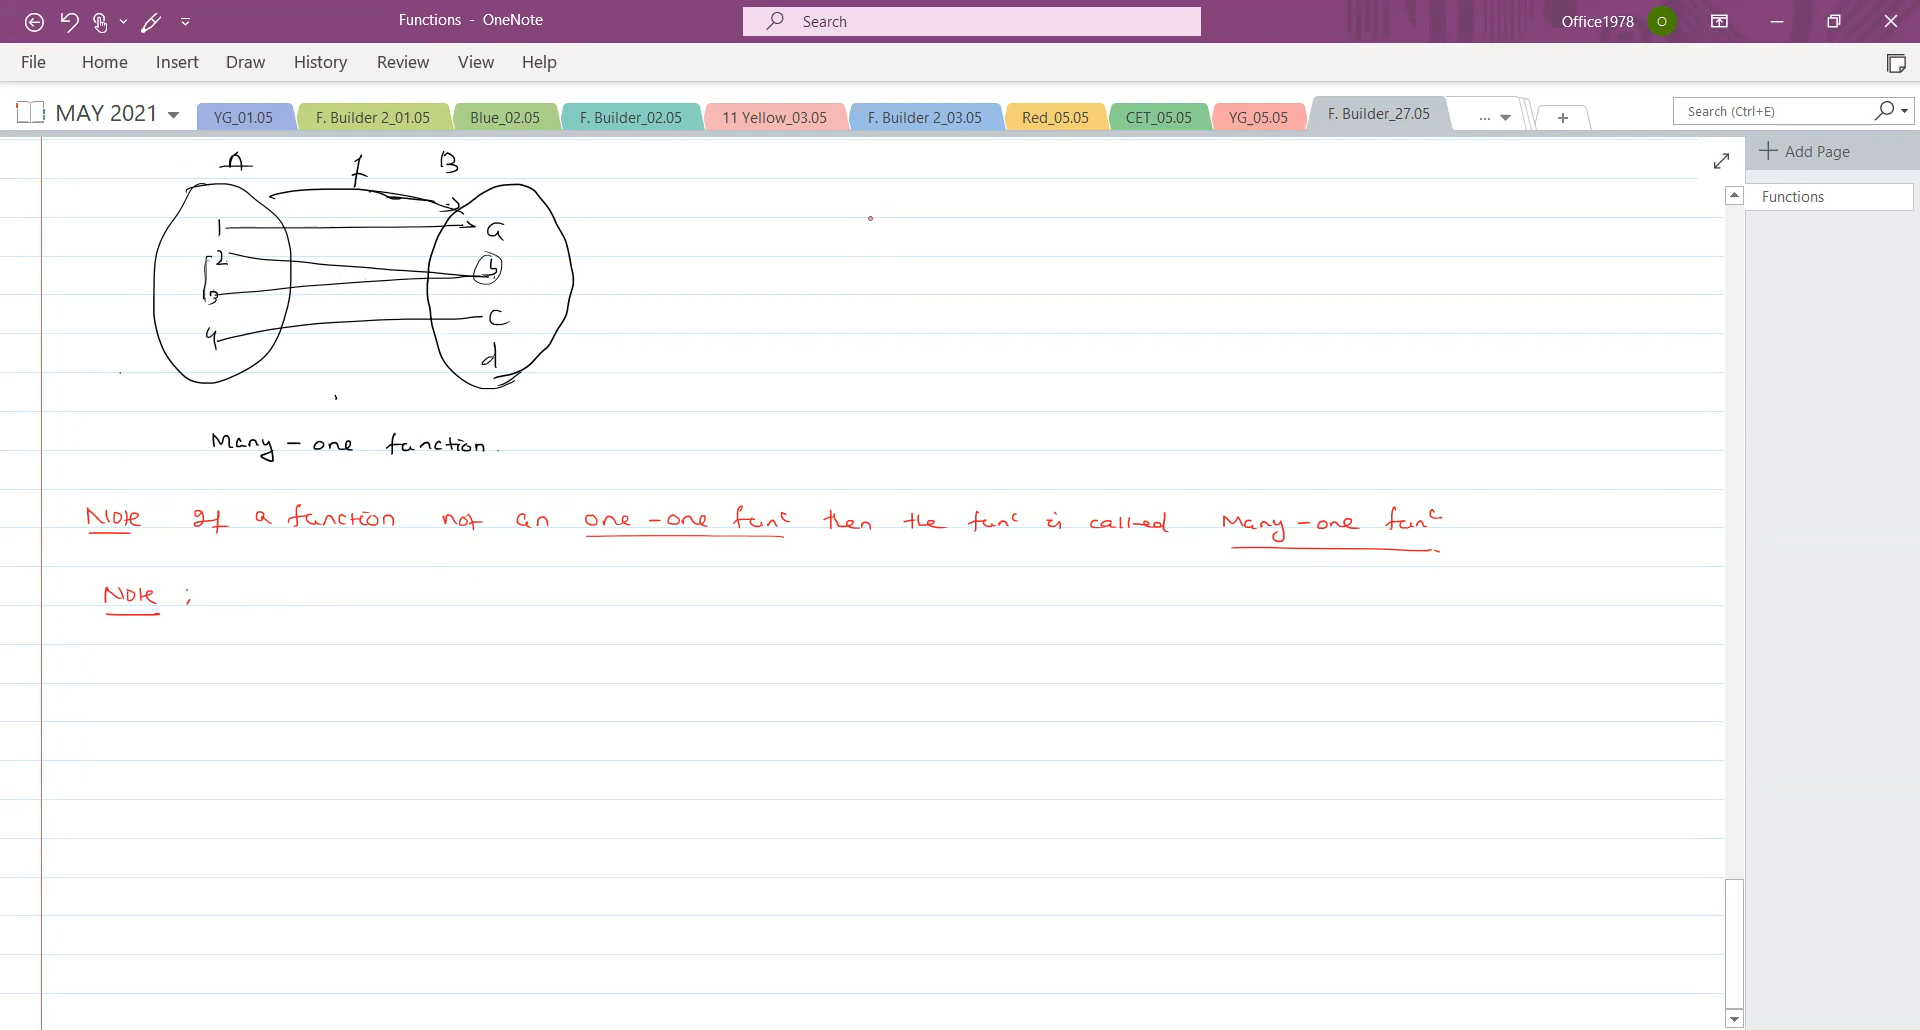 Functions - OneNote
Search
Office1978
O
File Home Insert Draw History Review View Help
MAY 2021
YG_01.05 F. Builder 2_01.05 Blue_02.05 F. Builder_02.05 11 Yellow_03.05 F. Builder 2_03.05 Red_05.05 CET_05.05 YG_05.05 F. Builder_27.05 ... +
Search (Ctrl+E)
Add Page
Functions
A f B
1 a
2 b
3
4 c
d
Many - one function.
Note If a function not an one - one func then the func is called Many - one func
Note :